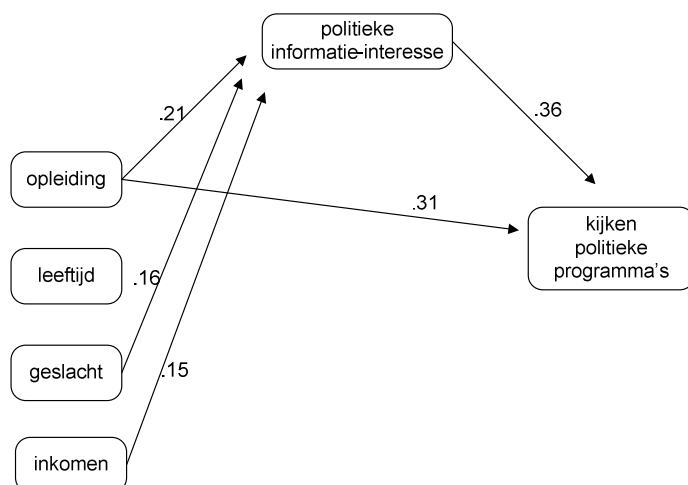 politieke
informatie-interesse
.21
.36
opleiding
.31
kijken
politieke
programma's
leeftijd
.16
geslacht
.15
inkomen